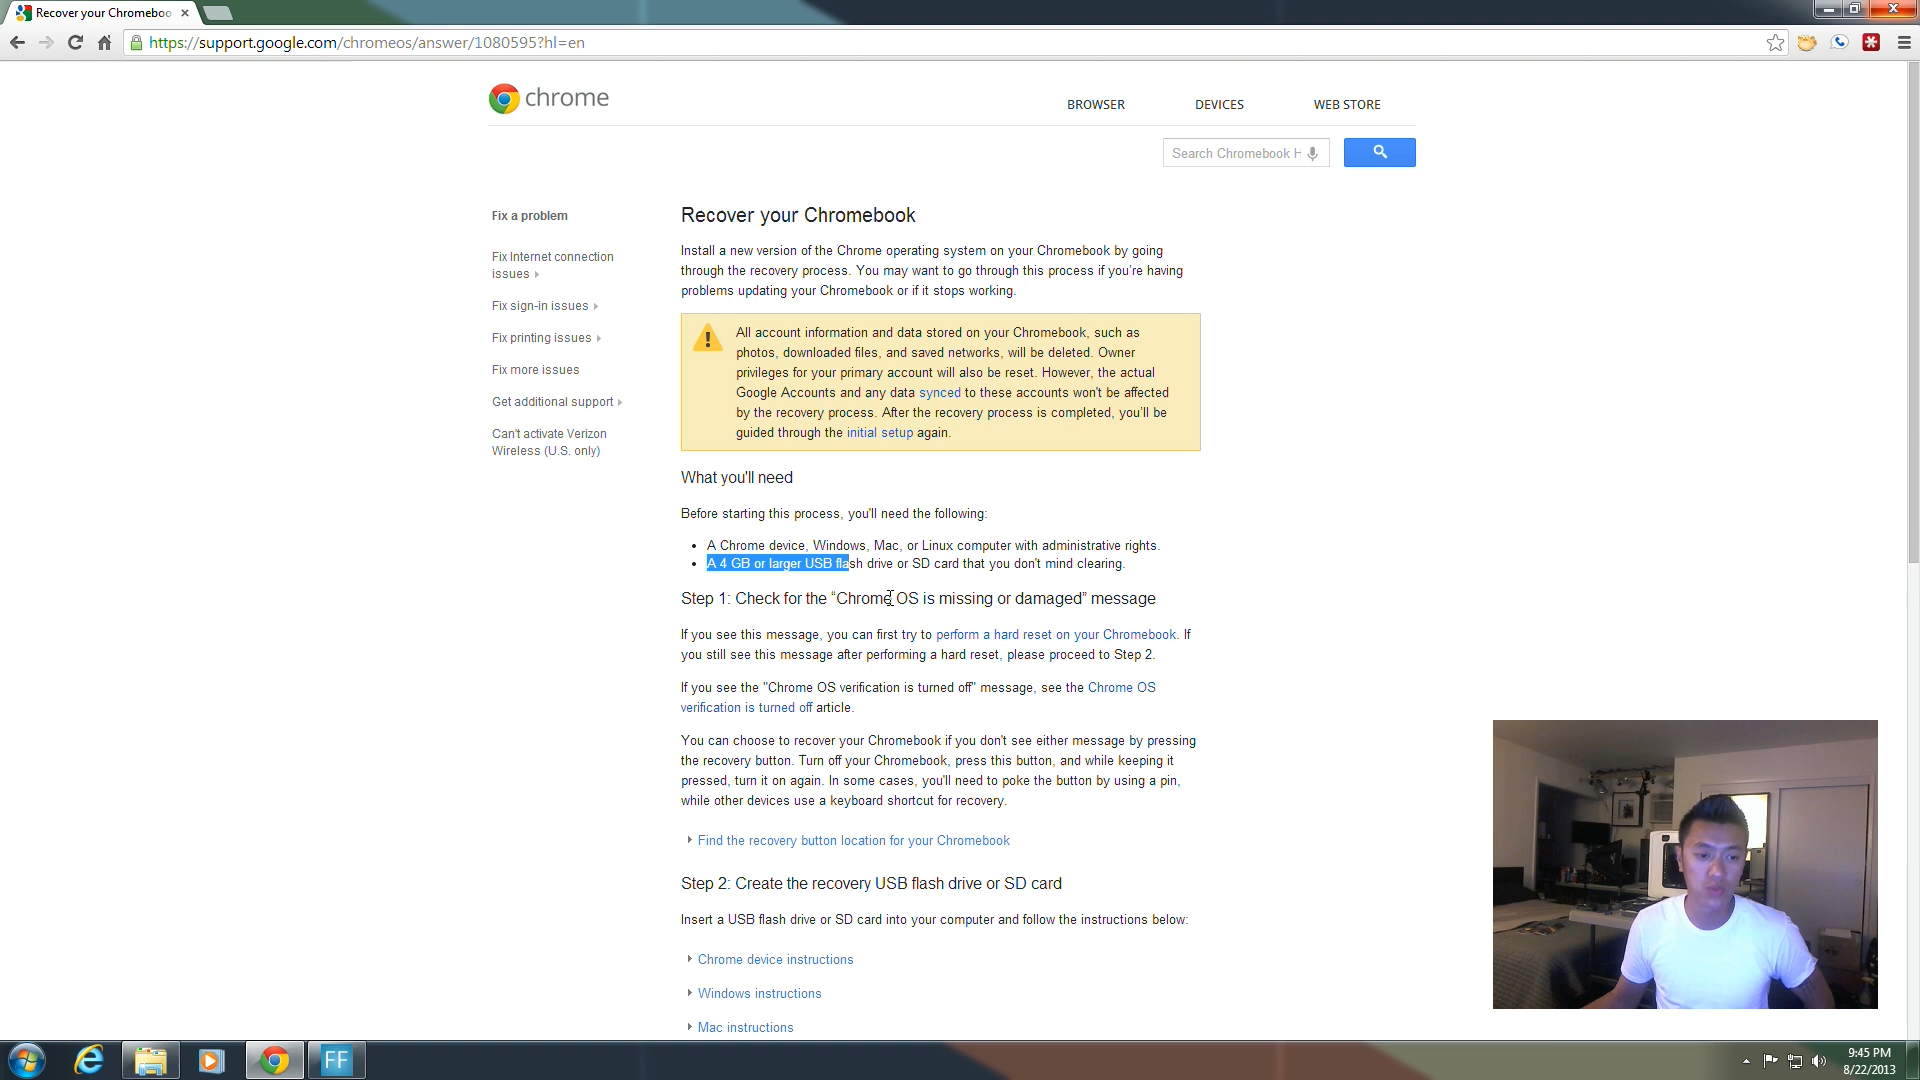 Recover your Chromeboo
https://support.google.com/chromeos/answer/1080595?hl=en
chrome
BROWSER DEVICES WEB STORE
Search Chromebook H
Fix a problem
Fix Internet connection
issues
Fix sign-in issues
Fix printing issues
Fix more issues
Get additional support
Can't activate Verizon
Wireless (U.S. only)
Recover your Chromebook
Install a new version of the Chrome operating system on your Chromebook by going
through the recovery process. You may want to go through this process if you're having
problems updating your Chromebook or if it stops working.
All account information and data stored on your Chromebook, such as
photos, downloaded files, and saved networks, will be deleted. Owner
privileges for your primary account will also be reset. However, the actual
Google Accounts and any data synced to these accounts won't be affected
by the recovery process. After the recovery process is completed, you'll be
guided through the initial setup again.
What you'll need
Before starting this process, you'll need the following:
• A Chrome device, Windows, Mac, or Linux computer with administrative rights.
• A 4 GB or larger USB flash drive or SD card that you don't mind clearing.
Step 1: Check for the “Chrome OS is missing or damaged” message
If you see this message, you can first try to perform a hard reset on your Chromebook. If
you still see this message after performing a hard reset, please proceed to Step 2.
If you see the "Chrome OS verification is turned off" message, see the Chrome OS
verification is turned off article.
You can choose to recover your Chromebook if you don't see either message by pressing
the recovery button. Turn off your Chromebook, press this button, and while keeping it
pressed, turn it on again. In some cases, you'll need to poke the button by using a pin,
while other devices use a keyboard shortcut for recovery.
Find the recovery button location for your Chromebook
Step 2: Create the recovery USB flash drive or SD card
Insert a USB flash drive or SD card into your computer and follow the instructions below:
Chrome device instructions
Windows instructions
Mac instructions
FF
9:45 PM
8/22/2013